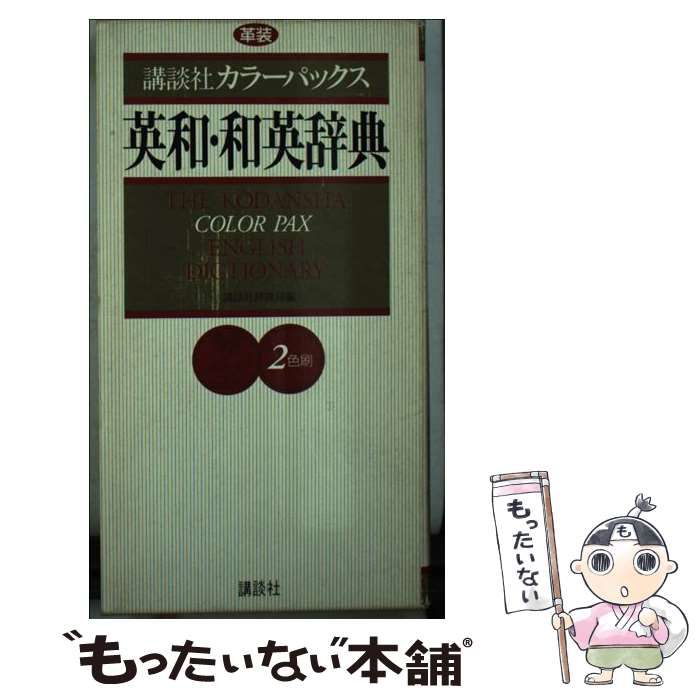 革装
講談社カラーパックス
英和・和英辞典
THE KODANSHA
COLOR PAX
ENGLISH
DICTIONARY
2色刷
講談社
も
もったいない
"もったいない"本舗